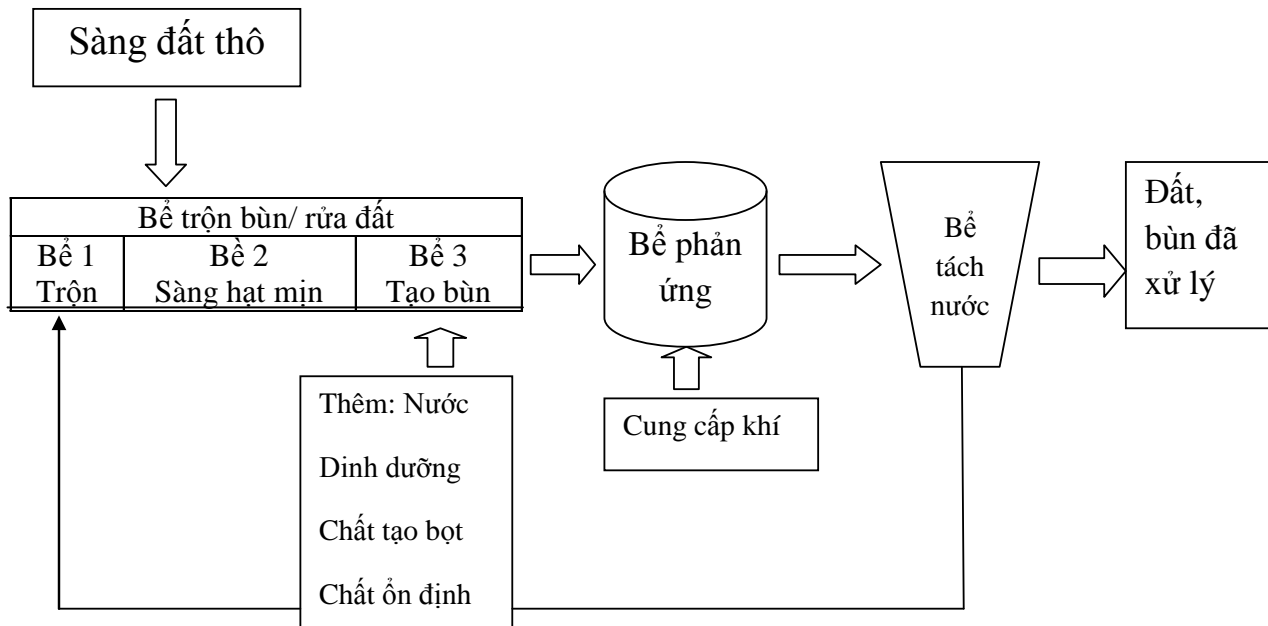 Sàng đất thô
Bể trộn bùn/ rửa đất
Bể 1
Trộn
Bề 2
Sàng hạt mịn
Bể 3
Tạo bùn
Bể phản
ứng
Bể
tách
nước
Đất,
bùn đã
xử lý
Thêm: Nước
Dinh dưỡng
Chất tạo bọt
Chất ổn định
Cung cấp khí